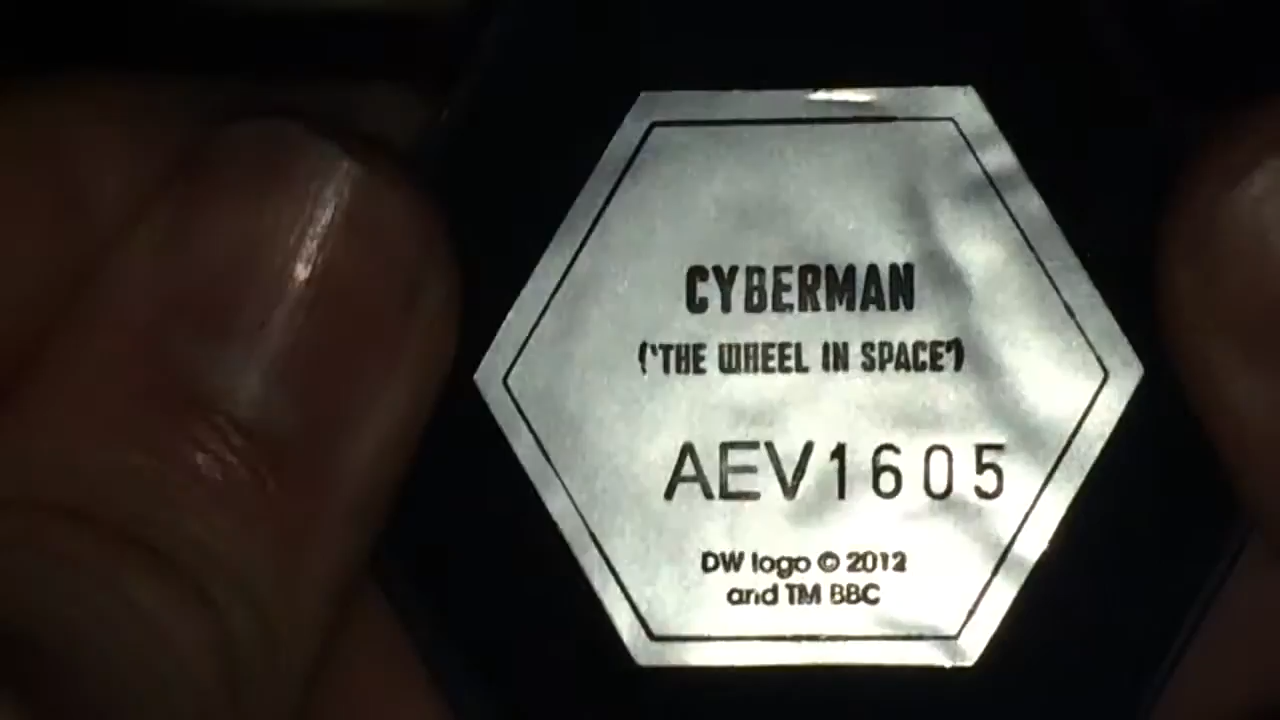 CYBERMAN
('THE WHEEL IN SPACE')
AEV1605
DW logo © 2012
and TM BBC